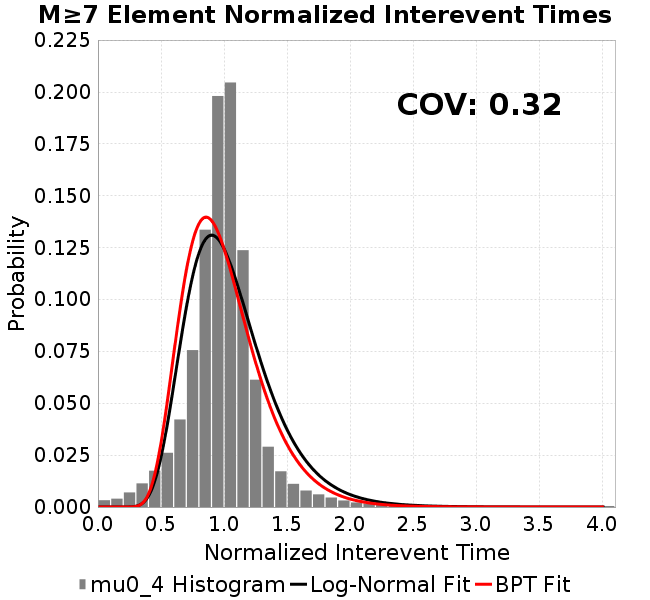 M≥7 Element Normalized Interevent Times
COV: 0.32
Probability
0.225
0.200
0.175
0.150
0.125
0.100
0.075
0.050
0.025
0.000
0.0 0.5 1.0 1.5 2.0 2.5 3.0 3.5 4.0
Normalized Interevent Time
mu0_4 Histogram Log-Normal Fit BPT Fit